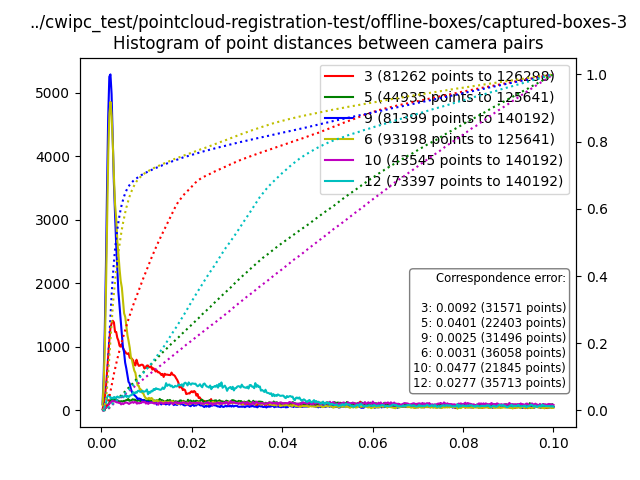 ../cwipc_test/pointcloud-registration-test/offline-boxes/captured-boxes-3
Histogram of point distances between camera pairs
3 (81262 points to 126298)
5 (44935 points to 125641)
9 (81399 points to 140192)
6 (93198 points to 125641)
10 (43545 points to 140192)
12 (73397 points to 140192)
Correspondence error:
3: 0.0092 (31571 points)
5: 0.0401 (22403 points)
9: 0.0025 (31496 points)
6: 0.0031 (36058 points)
10: 0.0477 (21845 points)
12: 0.0277 (35713 points)
5000
4000
3000
2000
1000
0
1.0
0.8
0.6
0.4
0.2
0.0
0.00 0.02 0.04 0.06 0.08 0.10